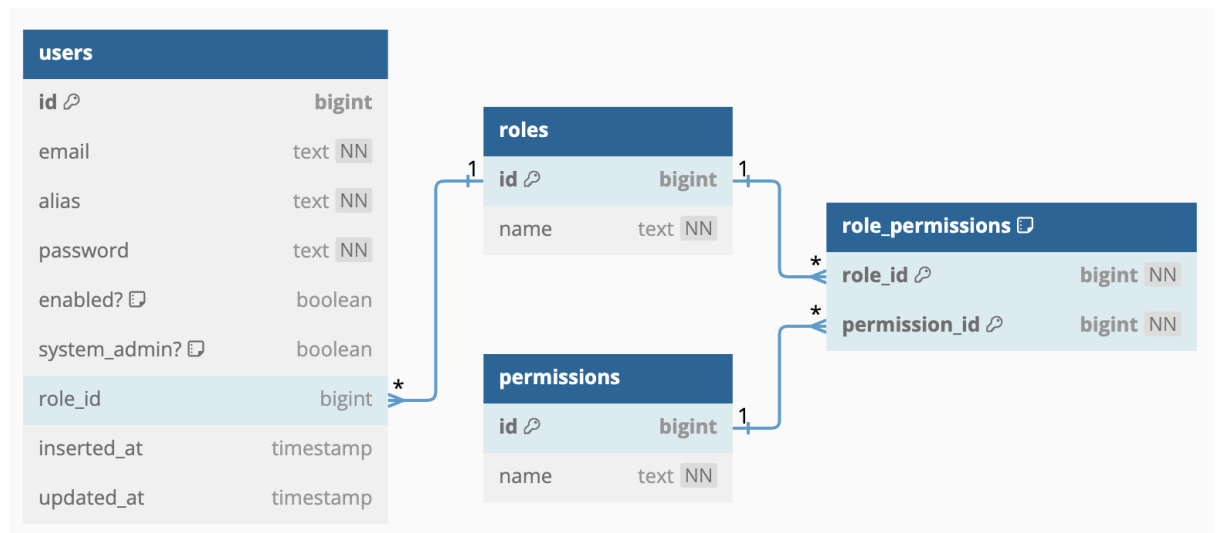 users
id bigint
email text NN
alias text NN
password text NN
enabled? boolean
system_admin? boolean
role_id bigint
inserted_at timestamp
updated_at timestamp
*
1
roles
id bigint
name text NN
1
permissions
id bigint
name text NN
1
role_permissions
* role_id bigint NN
* permission_id bigint NN